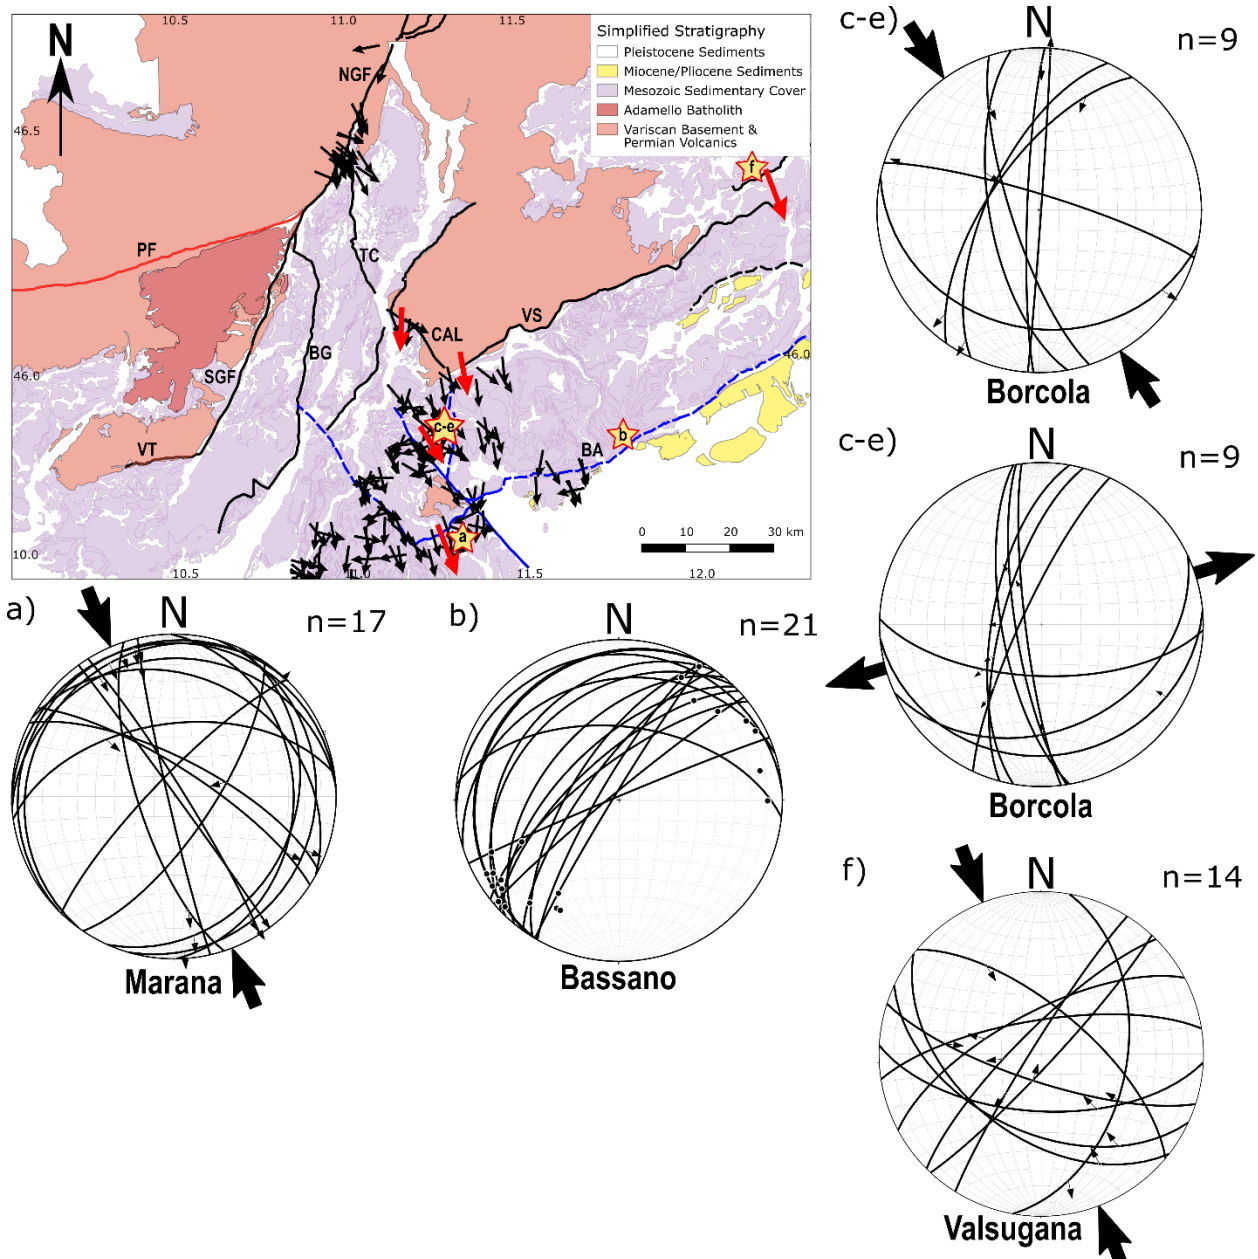 10.5
11.0
11.5
N
NGF
Simplified Stratigraphy
Pleistocene Sediments
Miocene/Pliocene Sediments
Mesozoic Sedimentary Cover
Adamello Batholith
Variscan Basement &
Permian Volcanics
46.5
f
PF
TC
VS
CAL
BG
46.0
46.0
SGF
c-e
b
BA
VT
0 10 20 30 km
a
10.0
10.5
11.0
11.5
12.0
c-e)
N
n=9
Borcola
c-e)
N
n=9
Borcola
a)
N
n=17
Marana
b)
N
n=21
Bassano
f)
N
n=14
Valsugana